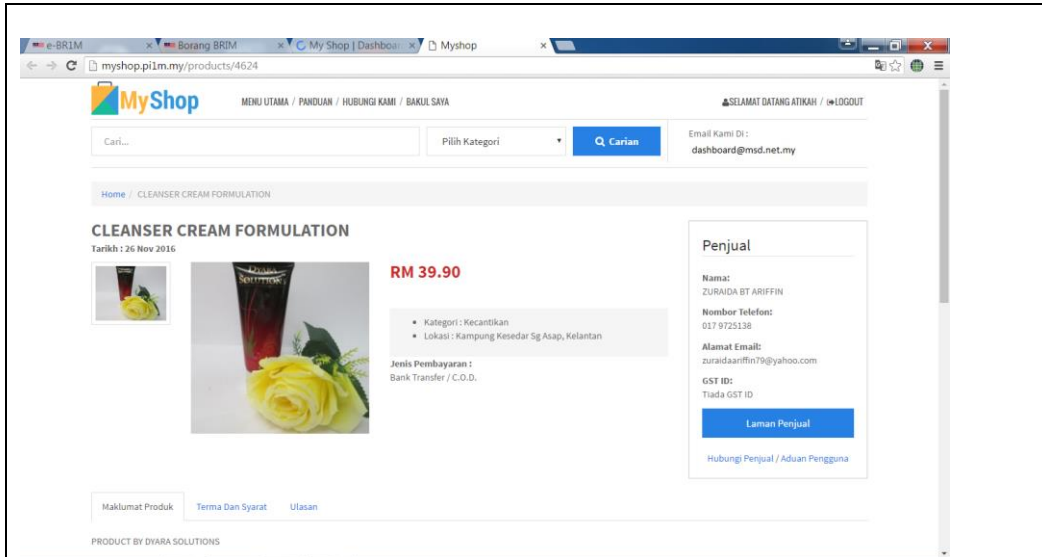 e-BR1M
Borang BRIM
My Shop | Dashboar
Myshop
myshop.pi1m.my/products/4624
MyShop
MENU UTAMA / PANDUAN / HUBUNGI KAMI / BAKUL SAYA
SELAMAT DATANG ATIKAH / LOGOUT
Cari...
Pilih Kategori
Carian
Email Kami Di :
dashboard@msd.net.my
Home / CLEANSER CREAM FORMULATION
CLEANSER CREAM FORMULATION
Tarikh : 26 Nov 2016
DYARA
SOLUTION
RM 39.90
Kategori : Kecantikan
Lokasi : Kampung Kesedar Sg Asap, Kelantan
Jenis Pembayaran :
Bank Transfer / C.O.D.
Penjual
Nama:
ZURAIDA BT ARIFFIN
Nombor Telefon:
017 9725138
Alamat Email:
zuraidaariffin79@yahoo.com
GST ID:
Tiada GST ID
Laman Penjual
Hubungi Penjual / Aduan Pengguna
Maklumat Produk
Terma Dan Syarat
Ulasan
PRODUCT BY DYARA SOLUTIONS